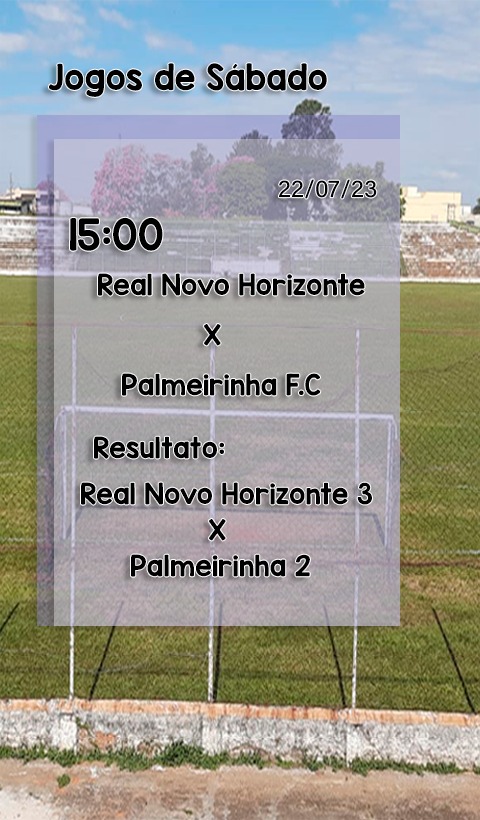 Jogos de Sábado
22/07/23
15:00
Real Novo Horizonte
X
Palmeirinha F.C
Resultato:
Real Novo Horizonte 3
X
Palmeirinha 2